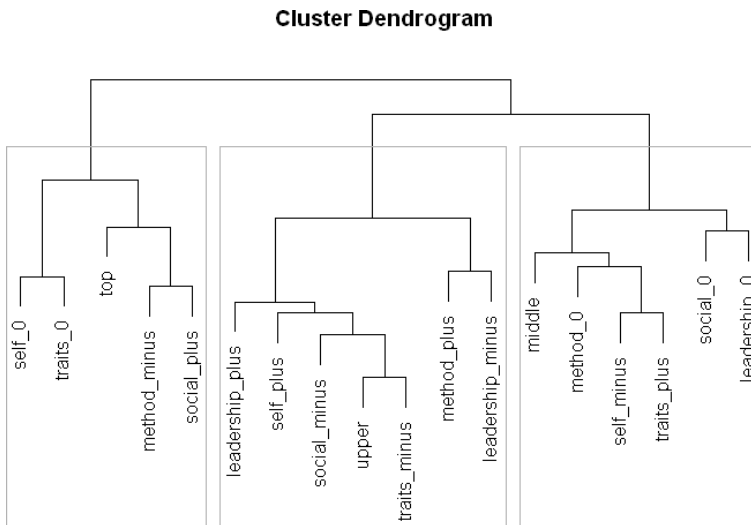 Cluster Dendrogram
self_0
traits_0
top
method_minus
social_plus
leadership_plus
self_plus
social_minus
upper
traits_minus
method_plus
leadership_minus
middle
method_0
self_minus
traits_plus
social_0
leadership_0